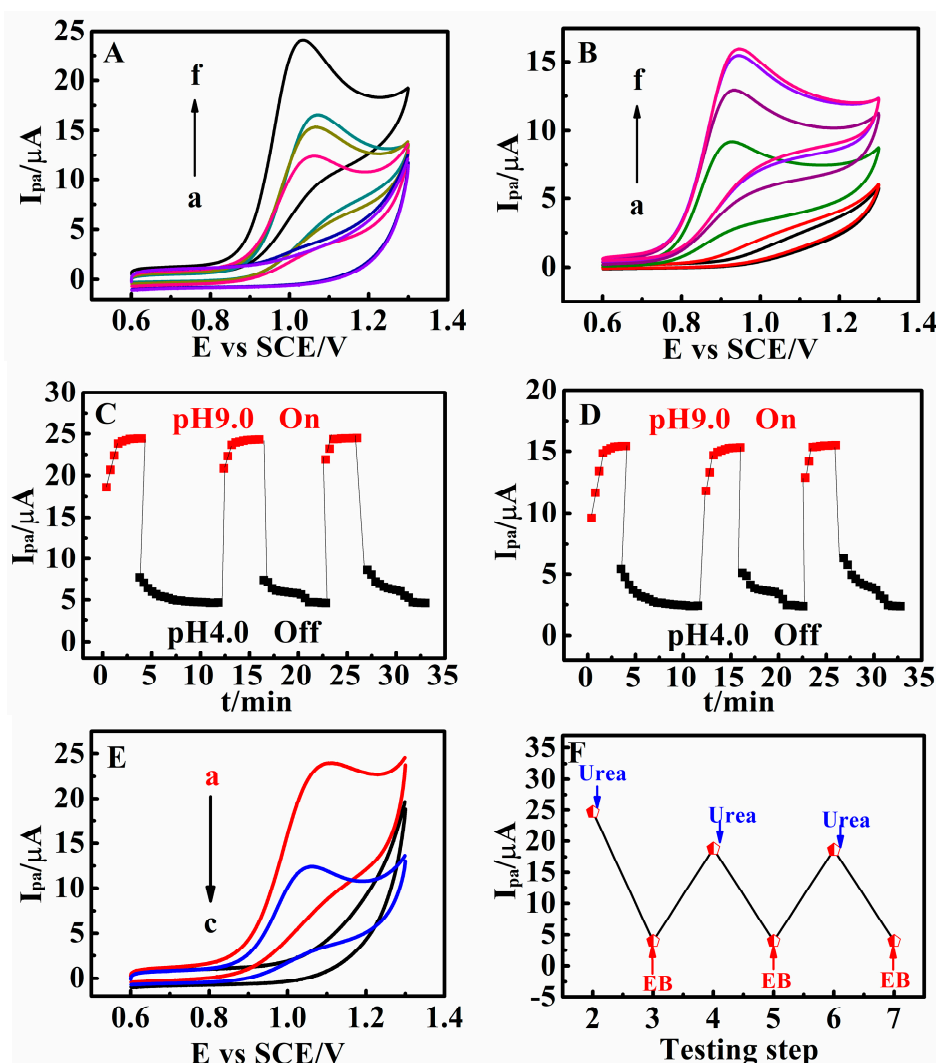 A
25
20
15
10
5
0
f
a
I_pa/μA
0.6 0.8 1.0 1.2 1.4
E vs SCE/V
B
15
10
5
0
f
a
I_pa/μA
0.6 0.8 1.0 1.2 1.4
E vs SCE/V
C
30
25
20
15
10
5
0
pH9.0 On
pH4.0 Off
I_pa/μA
0 5 10 15 20 25 30 35
t/min
D
20
15
10
5
0
pH9.0 On
pH4.0 Off
I_pa/μA
0 5 10 15 20 25 30 35
t/min
E
25
20
15
10
5
0
a
c
I_pa/μA
0.6 0.8 1.0 1.2 1.4
E vs SCE/V
F
35
30
25
20
15
10
5
0
−5
Urea
Urea
Urea
EB
EB
EB
I_pa/μA
2 3 4 5 6 7
Testing step